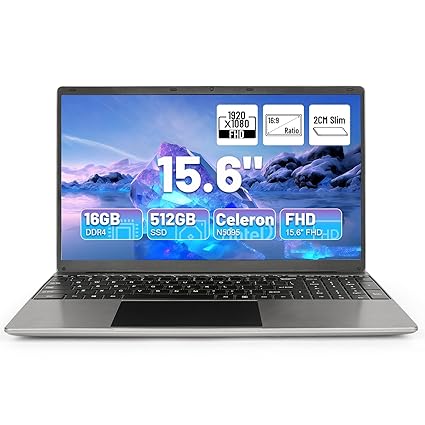 1920
X1080
FHD
16:9
Ratio
2CM Slim
15.6"
16GB
DDR4
512GB
SSD
Celeron
N5095
FHD
15.6" FHD